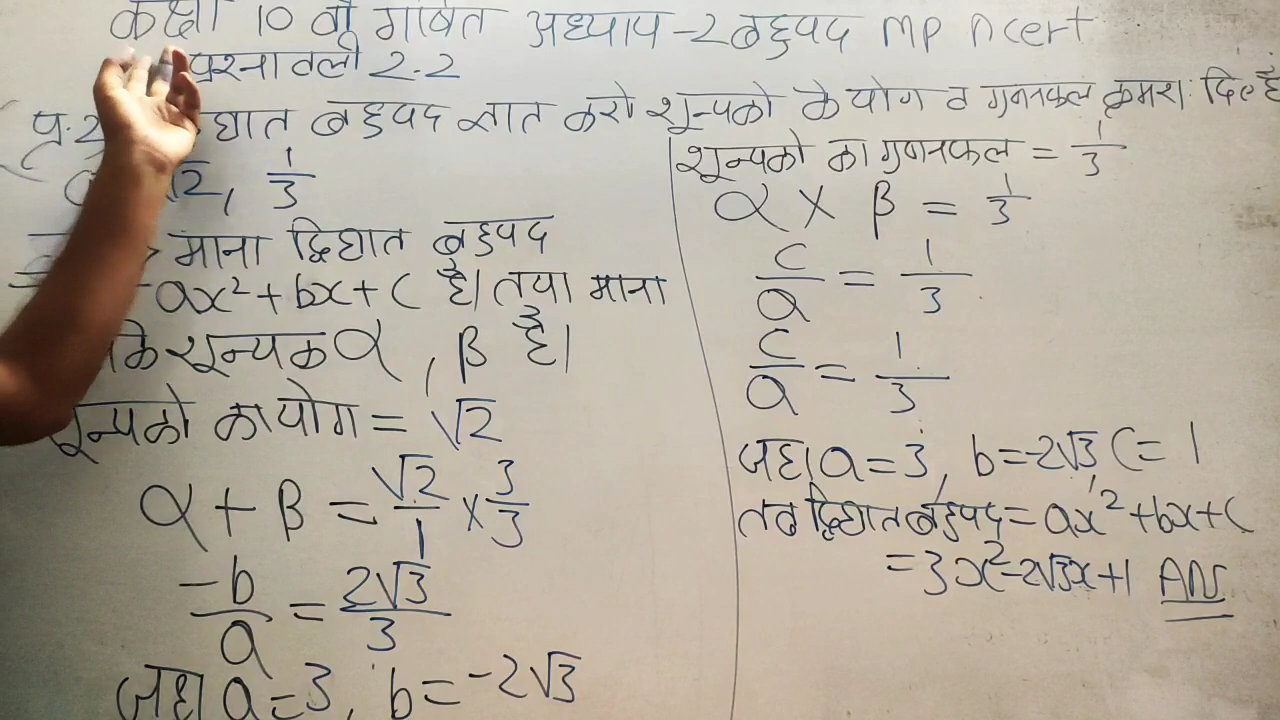 कक्षा 10 वी गणित अध्याय -2 बहुपद MP Ncert
प्रश्नावली 2.2
प्र.2 घात बहुपद ज्ञात करो शून्यको के योग व गुणनफल क्रमशः दिए है
√2, 1/3
माना द्विघात बहुपद
ax² + bx + c है। तथा माना
के शून्यक α, β है।
शून्यको का योग = √2
α + β = √2/1 × 3/3
-b/a = 2√3/3
जहा a = 3, b = -2√3
शून्यको का गुणनफल = 1/3
α × β = 1/3
c/a = 1/3
c/a = 1/3
जहा a = 3, b = -2√3, c = 1
तब द्विघात बहुपद = ax² + bx + c
= 3x² - 2√3x + 1 Ans